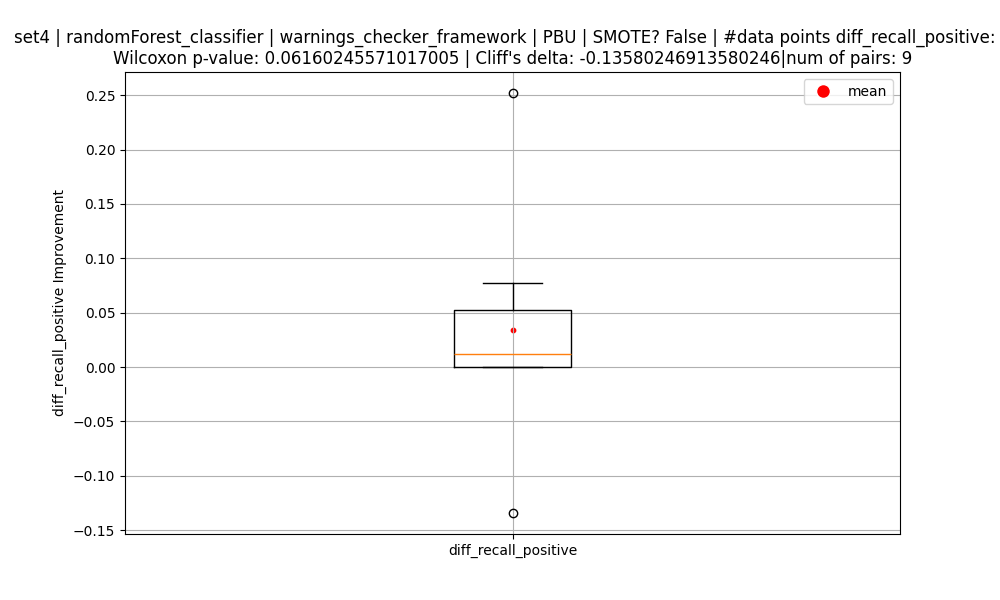 set4 | randomForest_classifier | warnings_checker_framework | PBU | SMOTE? False | #data points diff_recall_positive:
Wilcoxon p-value: 0.06160245571017005 | Cliff's delta: -0.13580246913580246|num of pairs: 9
mean
0.25
0.20
0.15
0.10
0.05
0.00
−0.05
−0.10
−0.15
diff_recall_positive Improvement
diff_recall_positive